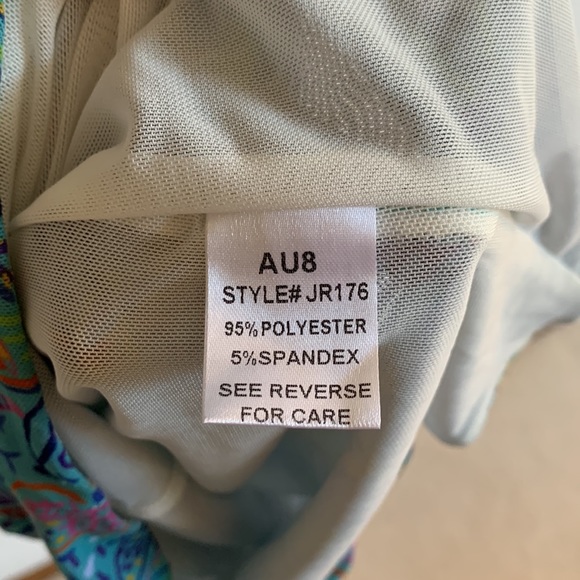 AU8
STYLE# JR176
95% POLYESTER
5% SPANDEX
SEE REVERSE
FOR CARE